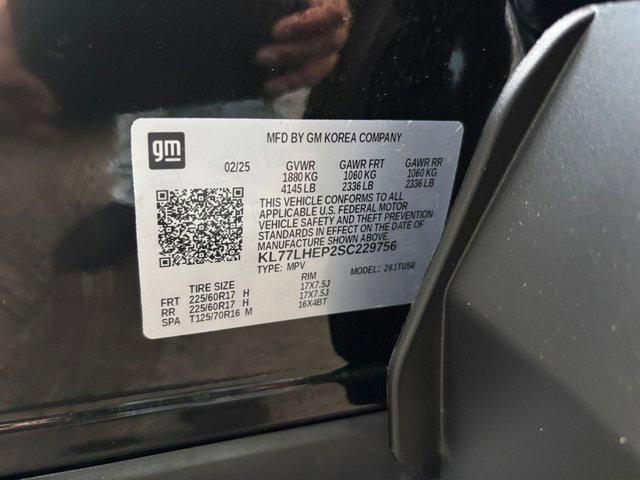 gm
MFD BY GM KOREA COMPANY
02/25 GVWR GAWR FRT GAWR RR
1880 KG 1060 KG 1060 KG
4145 LB 2336 LB 2336 LB
THIS VEHICLE CONFORMS TO ALL
APPLICABLE U.S. FEDERAL MOTOR
VEHICLE SAFETY AND THEFT PREVENTION
STANDARDS IN EFFECT ON THE DATE OF
MANUFACTURE SHOWN ABOVE.
KL77LHEP2SC229756
TYPE: MPV MODEL: 261TU58
TIRE SIZE RIM
FRT 225/60R17 H 17X7.5J
RR 225/60R17 H 17X7.5J
SPA T125/70R16 M 16X4BT